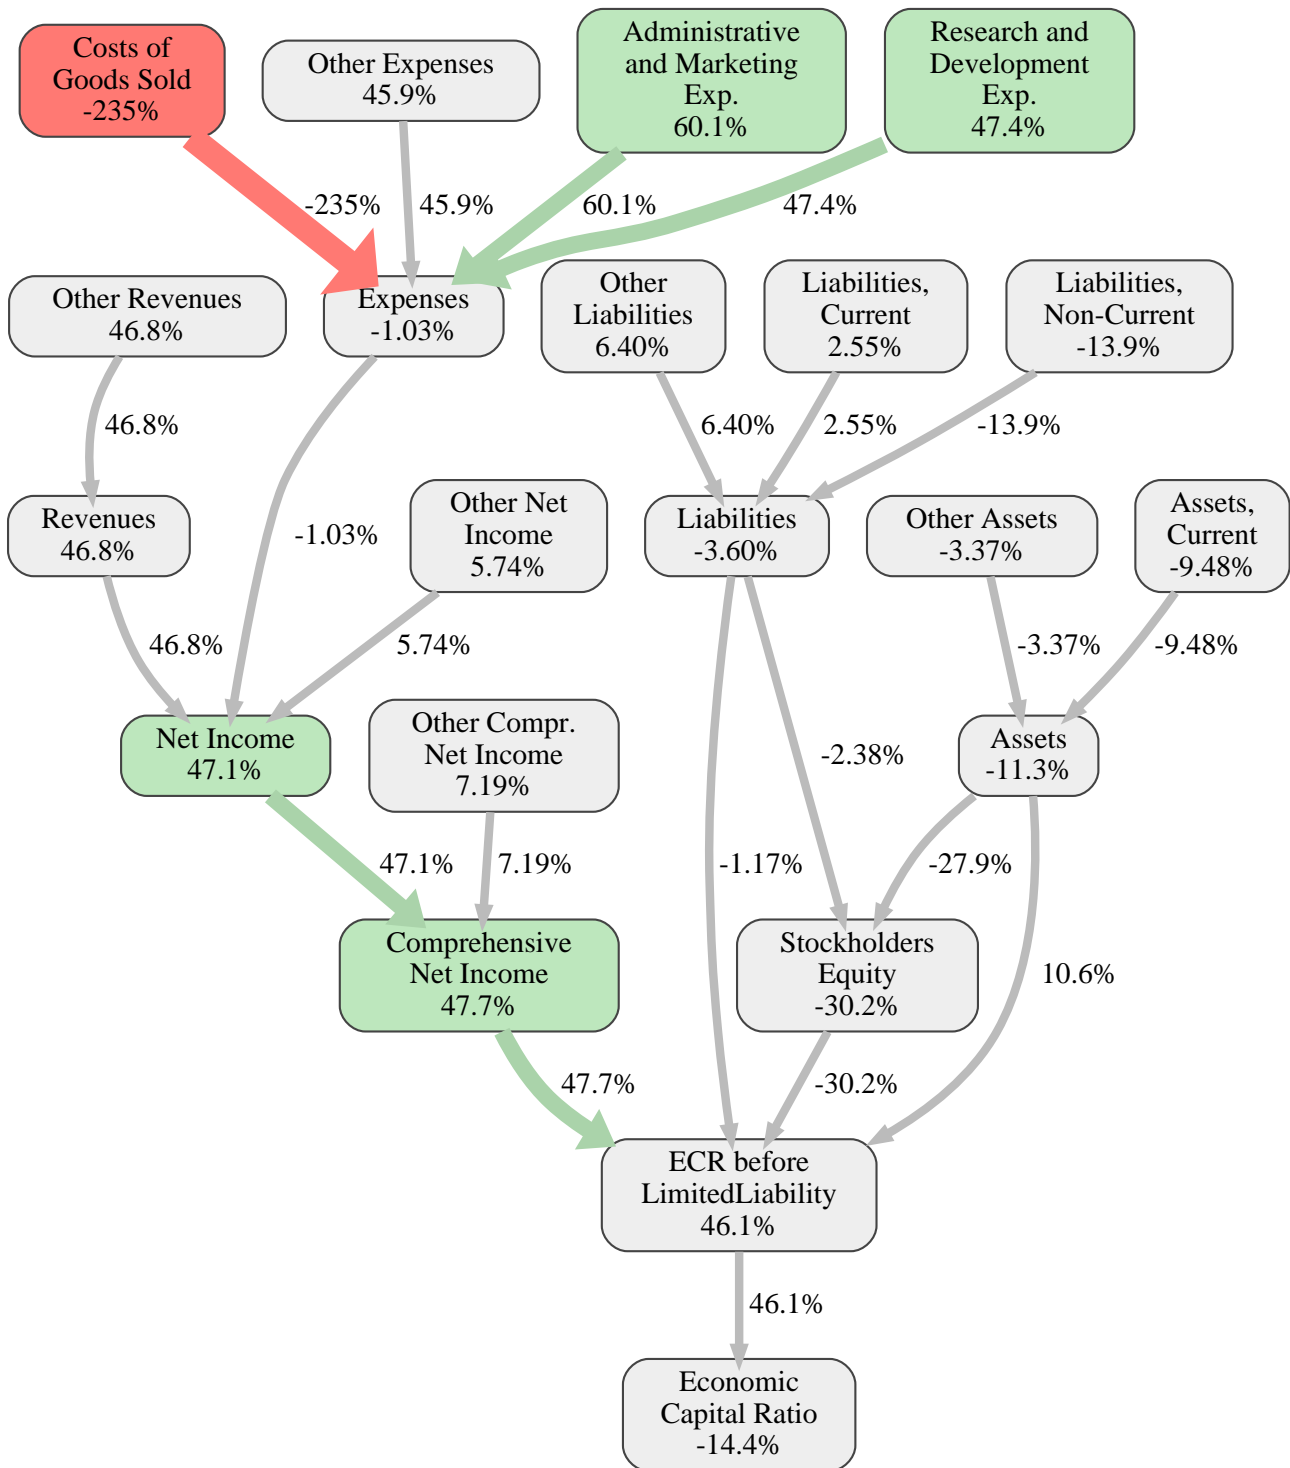 Costs of
Goods Sold
-235%
Other Expenses
45.9%
Administrative
and Marketing
Exp.
60.1%
Research and
Development
Exp.
47.4%
-235%
45.9%
60.1%
47.4%
Other Revenues
46.8%
Expenses
-1.03%
Other
Liabilities
6.40%
Liabilities,
Current
2.55%
Liabilities,
Non-Current
-13.9%
46.8%
6.40%
2.55%
-13.9%
Revenues
46.8%
-1.03%
Other Net
Income
5.74%
Liabilities
-3.60%
Other Assets
-3.37%
Assets,
Current
-9.48%
46.8%
5.74%
-3.37%
-9.48%
Net Income
47.1%
Other Compr.
Net Income
7.19%
-2.38%
Assets
-11.3%
47.1%
7.19%
-1.17%
-27.9%
Comprehensive
Net Income
47.7%
Stockholders
Equity
-30.2%
10.6%
47.7%
-30.2%
ECR before
LimitedLiability
46.1%
46.1%
Economic
Capital Ratio
-14.4%